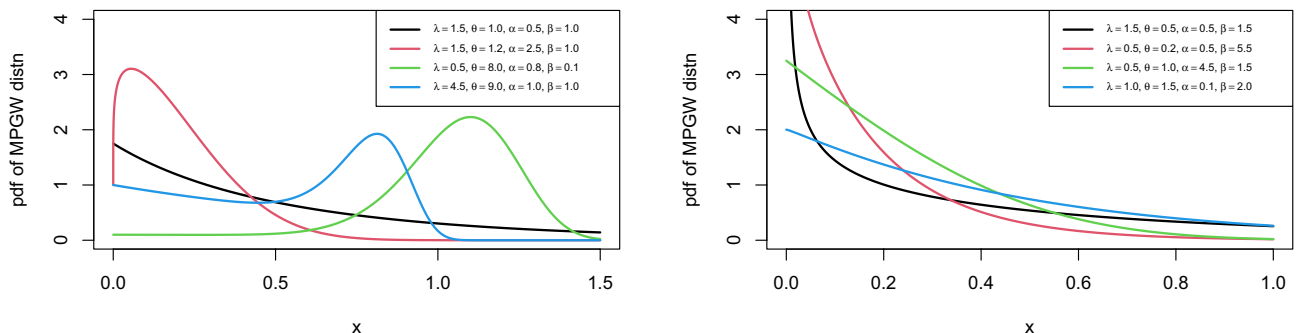 pdf of MPGW distn
4
3
2
1
0
λ = 1.5, θ = 1.0, α = 0.5, β = 1.0
λ = 1.5, θ = 1.2, α = 2.5, β = 1.0
λ = 0.5, θ = 8.0, α = 0.8, β = 0.1
λ = 4.5, θ = 9.0, α = 1.0, β = 1.0
0.0 0.5 1.0 1.5
x
pdf of MPGW distn
4
3
2
1
0
λ = 1.5, θ = 0.5, α = 0.5, β = 1.5
λ = 0.5, θ = 0.2, α = 0.5, β = 5.5
λ = 0.5, θ = 1.0, α = 4.5, β = 1.5
λ = 1.0, θ = 1.5, α = 0.1, β = 2.0
0.0 0.2 0.4 0.6 0.8 1.0
x